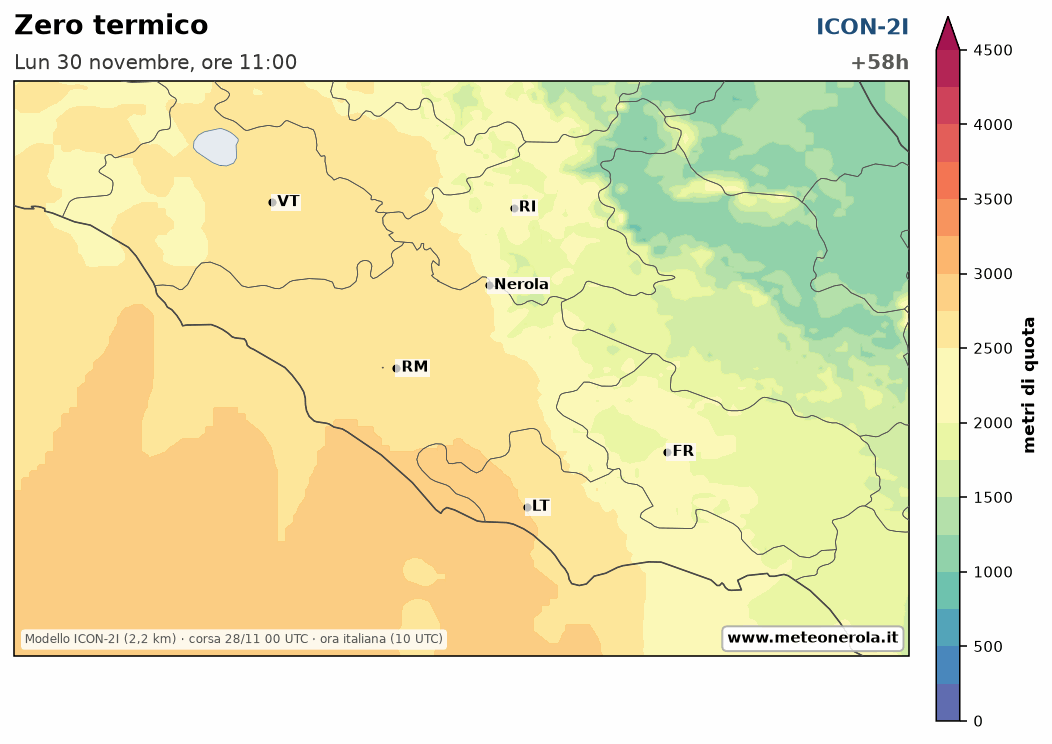 Zero termico
ICON-2I
Lun 30 novembre, ore 11:00
+58h
4500
4000
3500
3000
2500
2000
1500
1000
500
0
metri di quota
VT
RI
Nerola
RM
FR
LT
Modello ICON-2I (2,2 km) · corsa 28/11 00 UTC · ora italiana (10 UTC)
www.meteonerola.it